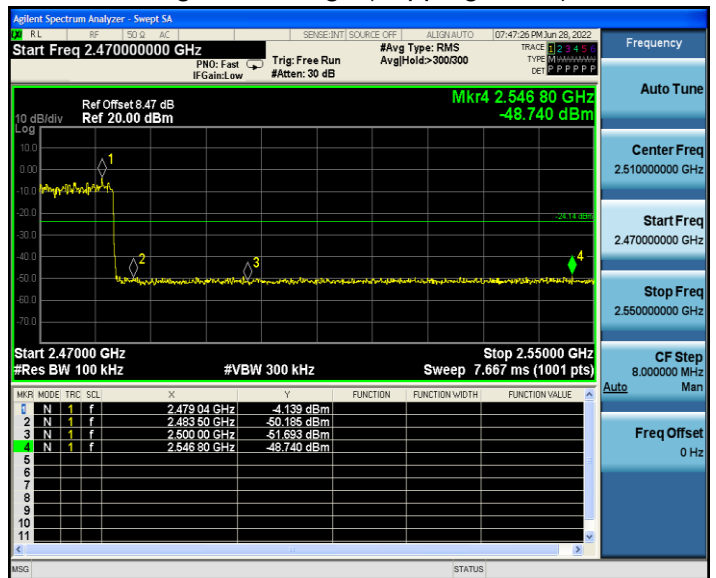 Agilent Spectrum Analyzer - Swept SA
RL RF 50 Ω AC SENSE:INT SOURCE OFF ALIGN AUTO 07:47:26 PM Jun 28, 2022
Start Freq 2.470000000 GHz
PNO: Fast
IFGain:Low
Trig: Free Run
#Atten: 30 dB
#Avg Type: RMS
Avg|Hold:>300/300
TRACE 1 2 3 4 5 6
TYPE M
DET P P P P P P
Ref Offset 8.47 dB
10 dB/div Ref 20.00 dBm
Log
Mkr4 2.546 80 GHz
-48.740 dBm
10.0
0.00
-10.0
-20.0
-30.0
-40.0
-50.0
-60.0
-70.0
1
2
3
4
-24.14 dBm
Start 2.47000 GHz Stop 2.55000 GHz
#Res BW 100 kHz #VBW 300 kHz Sweep 7.667 ms (1001 pts)
MKR MODE TRC SCL X Y FUNCTION FUNCTION WIDTH FUNCTION VALUE
1 N 1 f 2.479 04 GHz -4.139 dBm
2 N 1 f 2.483 50 GHz -50.185 dBm
3 N 1 f 2.500 00 GHz -51.693 dBm
4 N 1 f 2.546 80 GHz -48.740 dBm
5
6
7
8
9
10
11
MSG STATUS
Frequency
Auto Tune
Center Freq
2.510000000 GHz
Start Freq
2.470000000 GHz
Stop Freq
2.550000000 GHz
CF Step
8.000000 MHz
Auto Man
Freq Offset
0 Hz